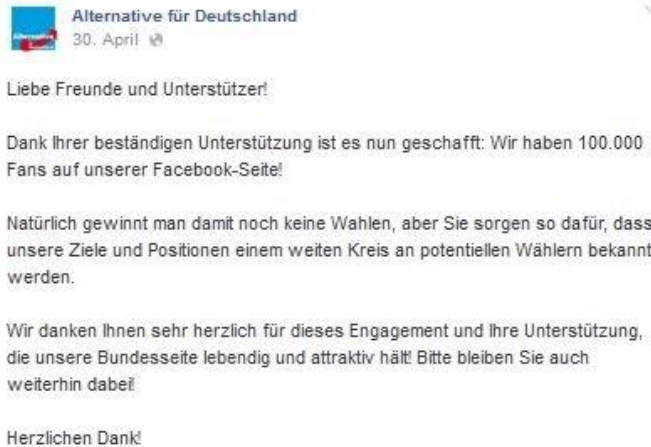 Alternative für Deutschland
30. April
Liebe Freunde und Unterstützer!
Dank Ihrer beständigen Unterstützung ist es nun geschafft: Wir haben 100.000
Fans auf unserer Facebook-Seite!
Natürlich gewinnt man damit noch keine Wahlen, aber Sie sorgen so dafür, dass
unsere Ziele und Positionen einem weiten Kreis an potentiellen Wählern bekannt
werden.
Wir danken Ihnen sehr herzlich für dieses Engagement und Ihre Unterstützung,
die unsere Bundesseite lebendig und attraktiv hält! Bitte bleiben Sie auch
weiterhin dabei!
Herzlichen Dank!